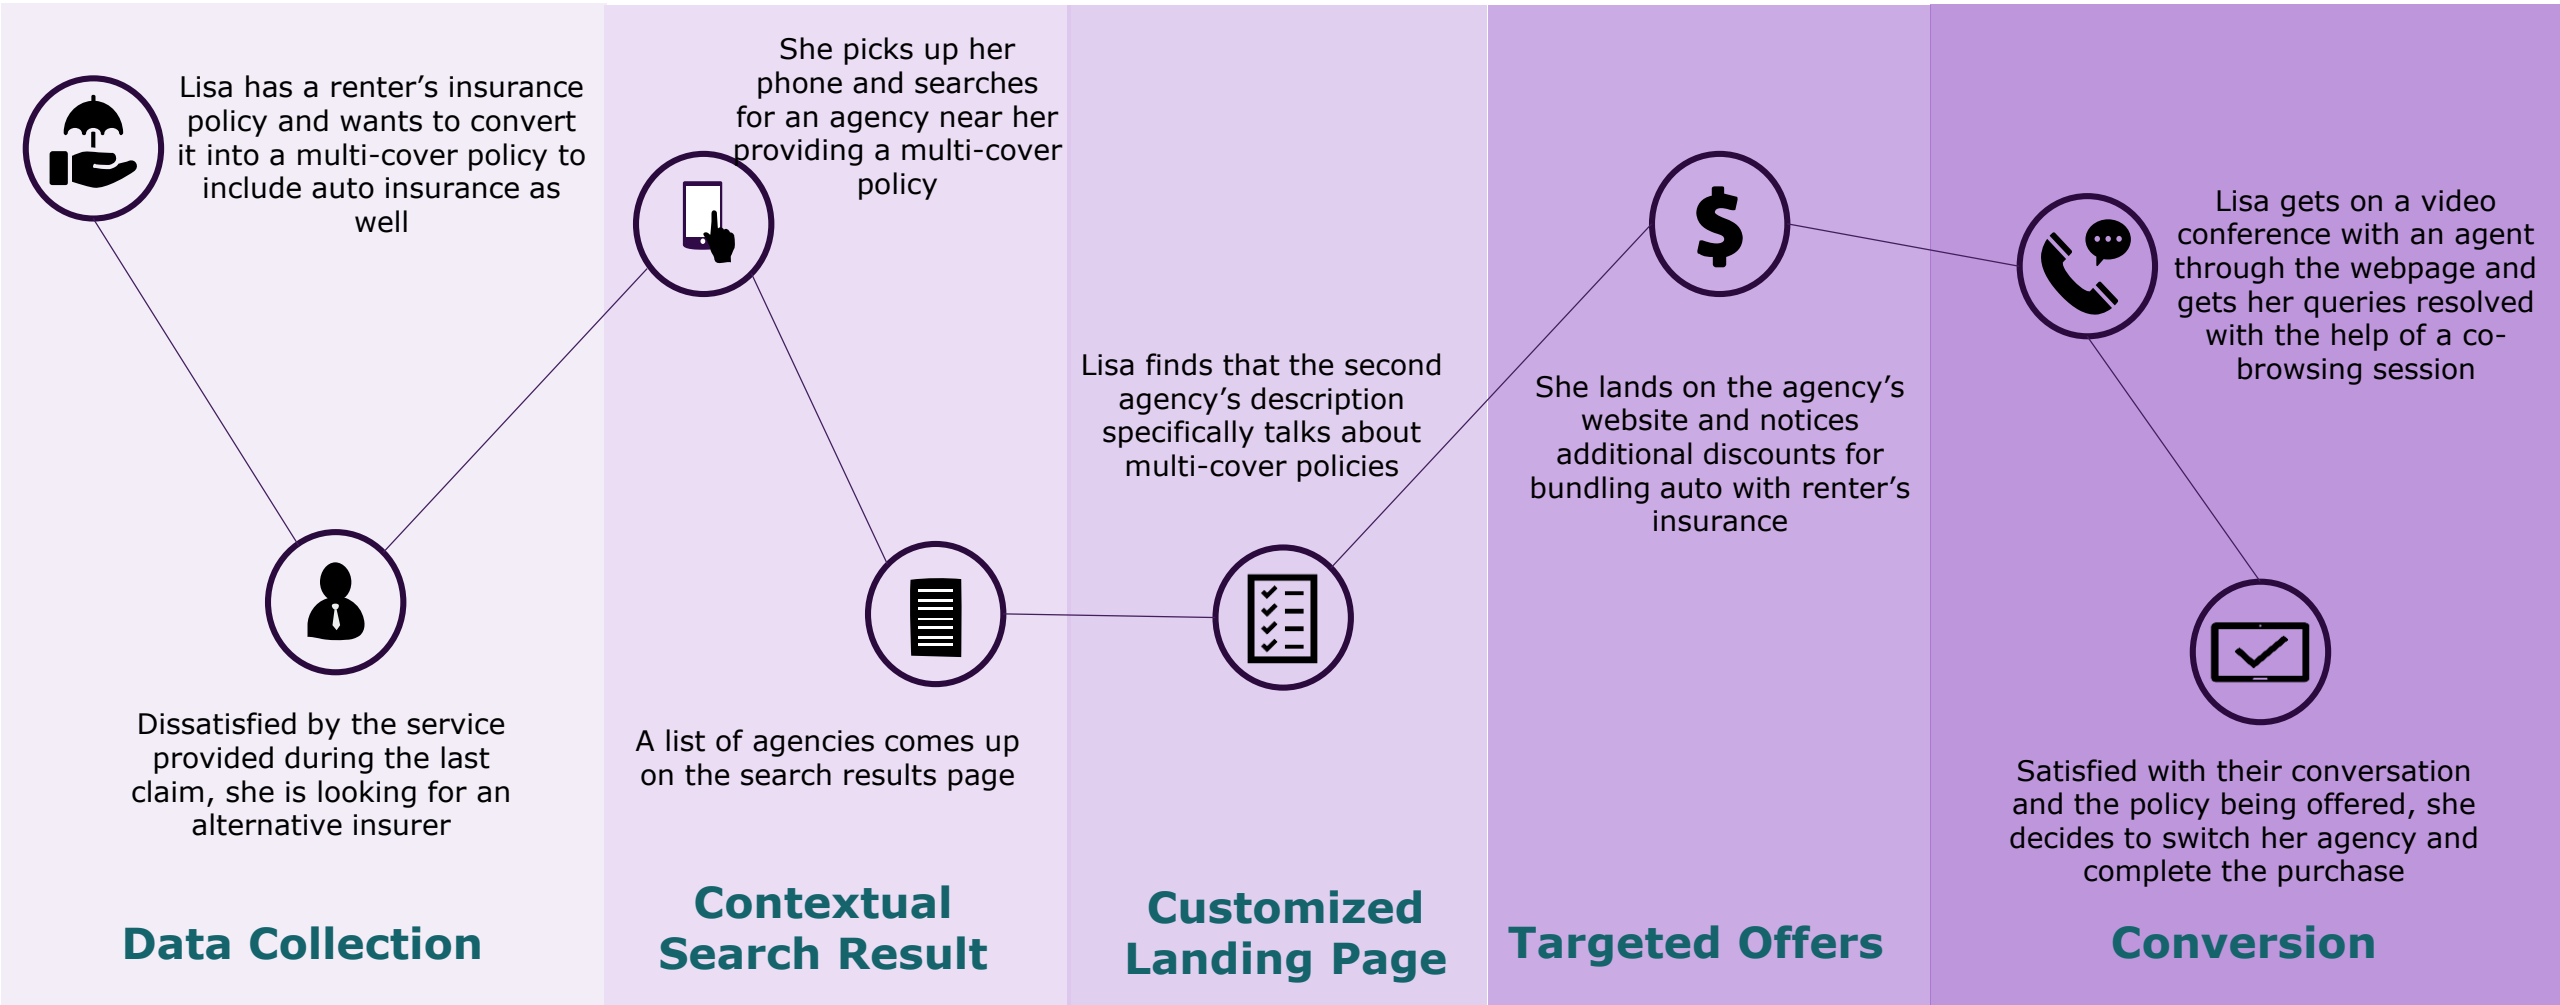 Lisa has a renter’s insurance
policy and wants to convert
it into a multi-cover policy to
include auto insurance as
well
Dissatisfied by the service
provided during the last
claim, she is looking for an
alternative insurer
Data Collection
She picks up her
phone and searches
for an agency near her
providing a multi-cover
policy
A list of agencies comes up
on the search results page
Contextual
Search Result
Lisa finds that the second
agency’s description
specifically talks about
multi-cover policies
Customized
Landing Page
$
She lands on the agency’s
website and notices
additional discounts for
bundling auto with renter’s
insurance
Targeted Offers
Lisa gets on a video
conference with an agent
through the webpage and
gets her queries resolved
with the help of a co-
browsing session
Satisfied with their conversation
and the policy being offered, she
decides to switch her agency and
complete the purchase
Conversion